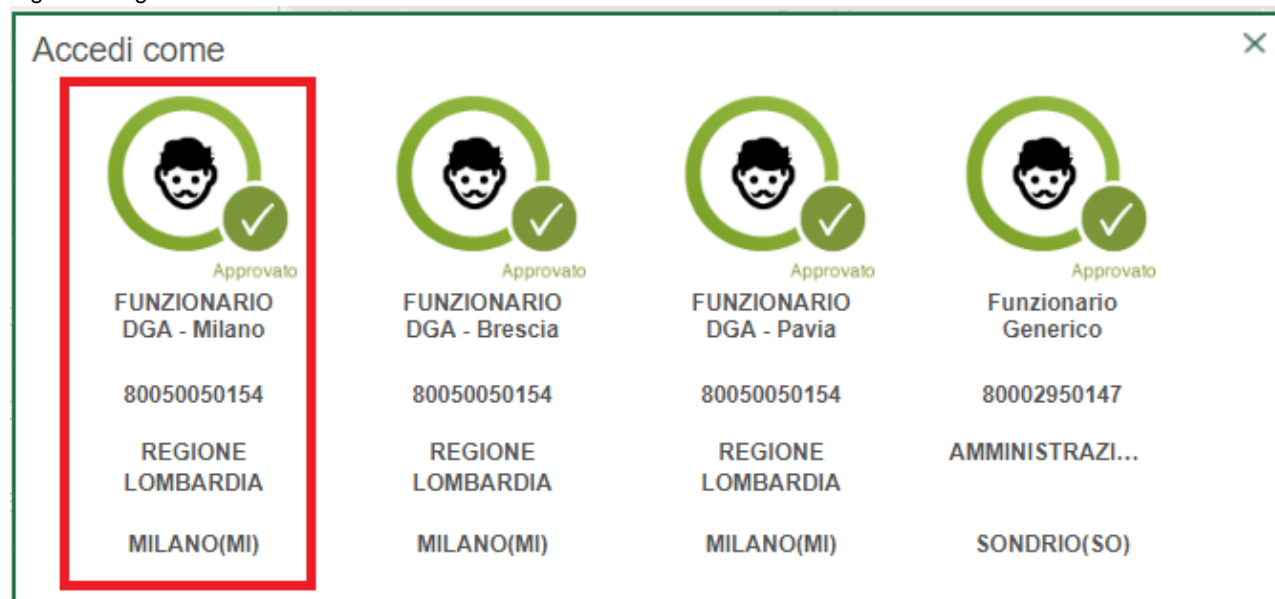 Accedi come
Approvato
FUNZIONARIO
DGA - Milano
80050050154
REGIONE
LOMBARDIA
MILANO(MI)
Approvato
FUNZIONARIO
DGA - Brescia
80050050154
REGIONE
LOMBARDIA
MILANO(MI)
Approvato
FUNZIONARIO
DGA - Pavia
80050050154
REGIONE
LOMBARDIA
MILANO(MI)
Approvato
Funzionario
Generico
80002950147
AMMINISTRAZI...
SONDRIO(SO)